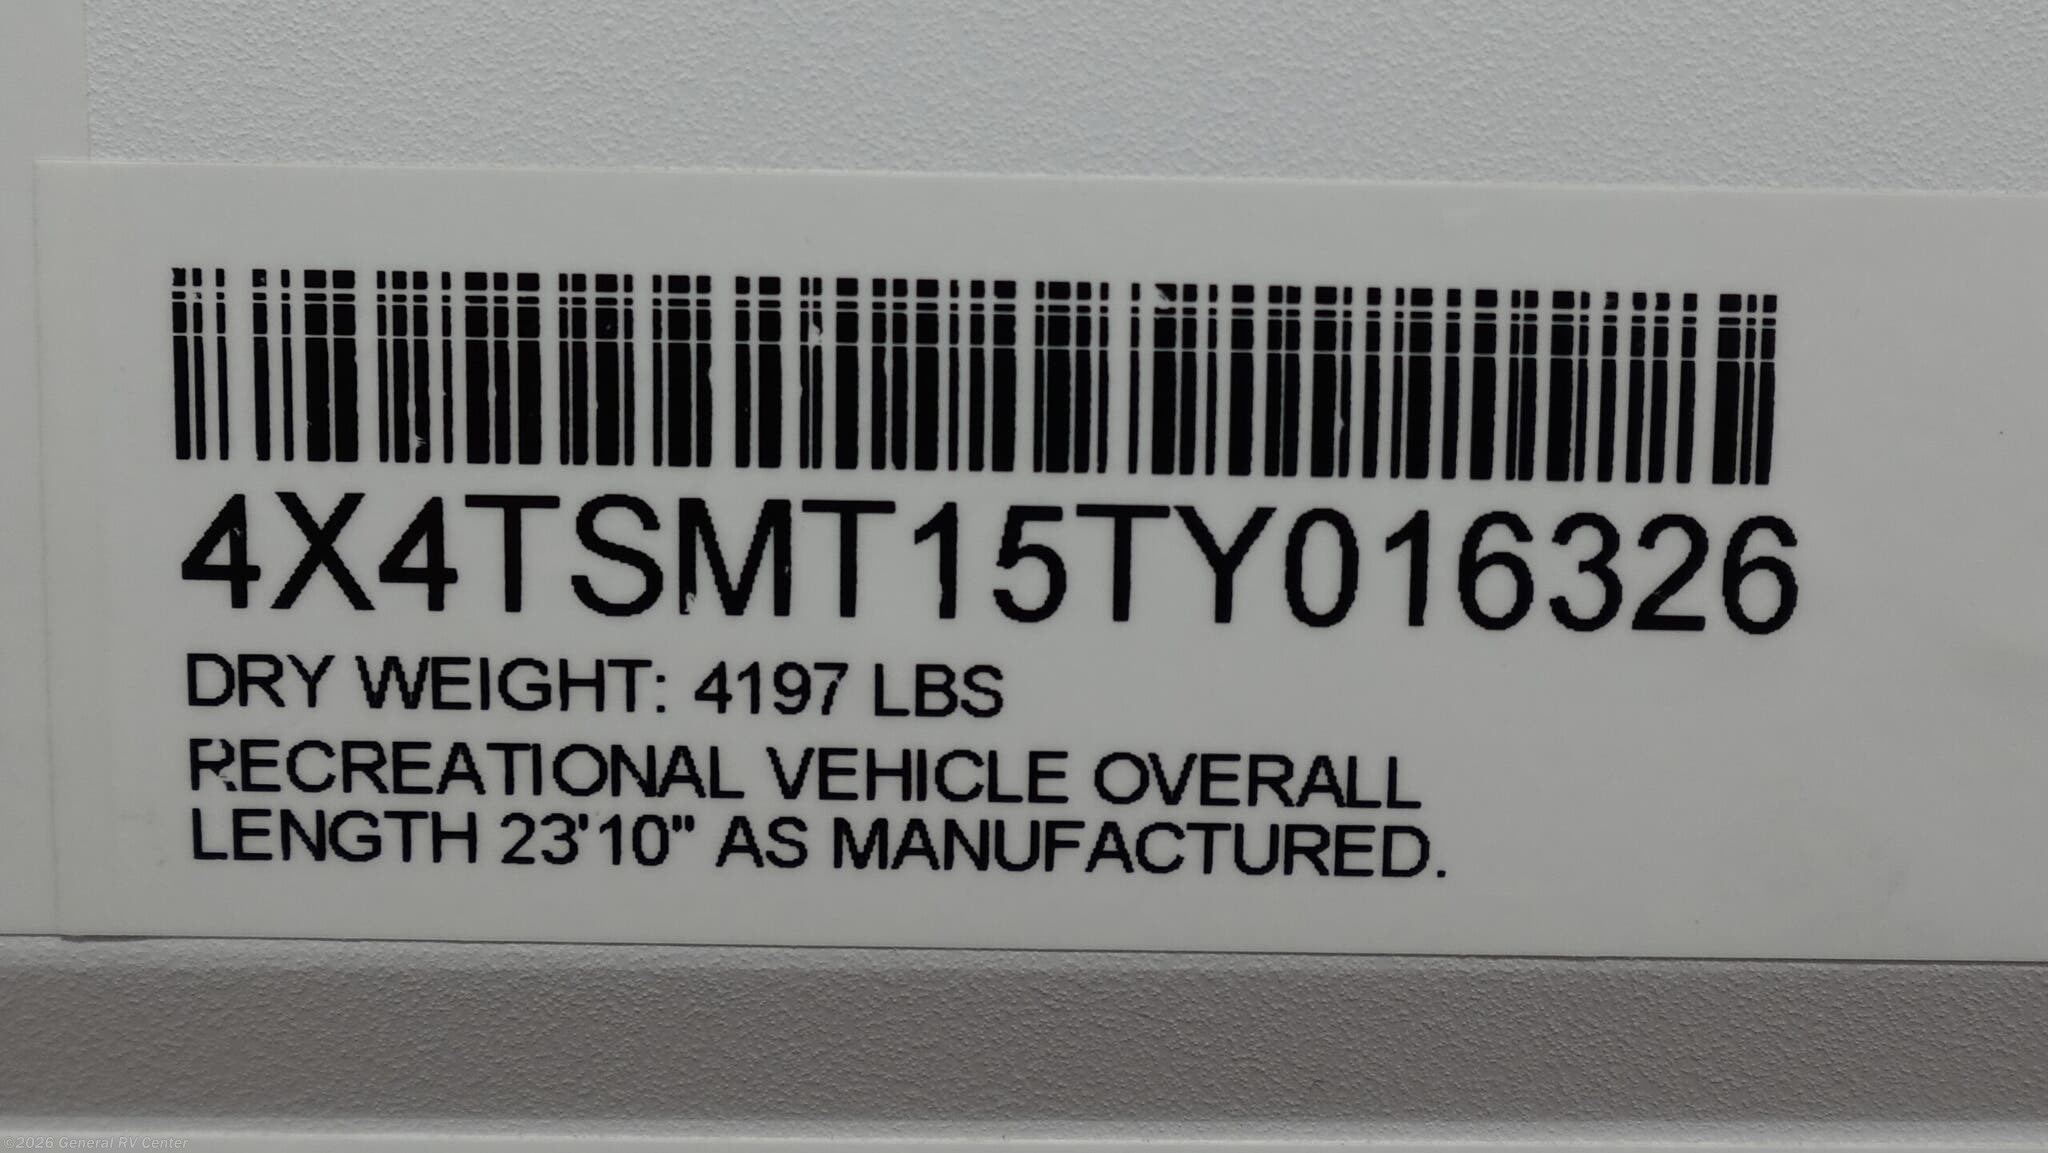 4X4TSMT15TY016326
DRY WEIGHT: 4197 LBS
RECREATIONAL VEHICLE OVERALL
LENGTH 23'10" AS MANUFACTURED.
©2026 General RV Center